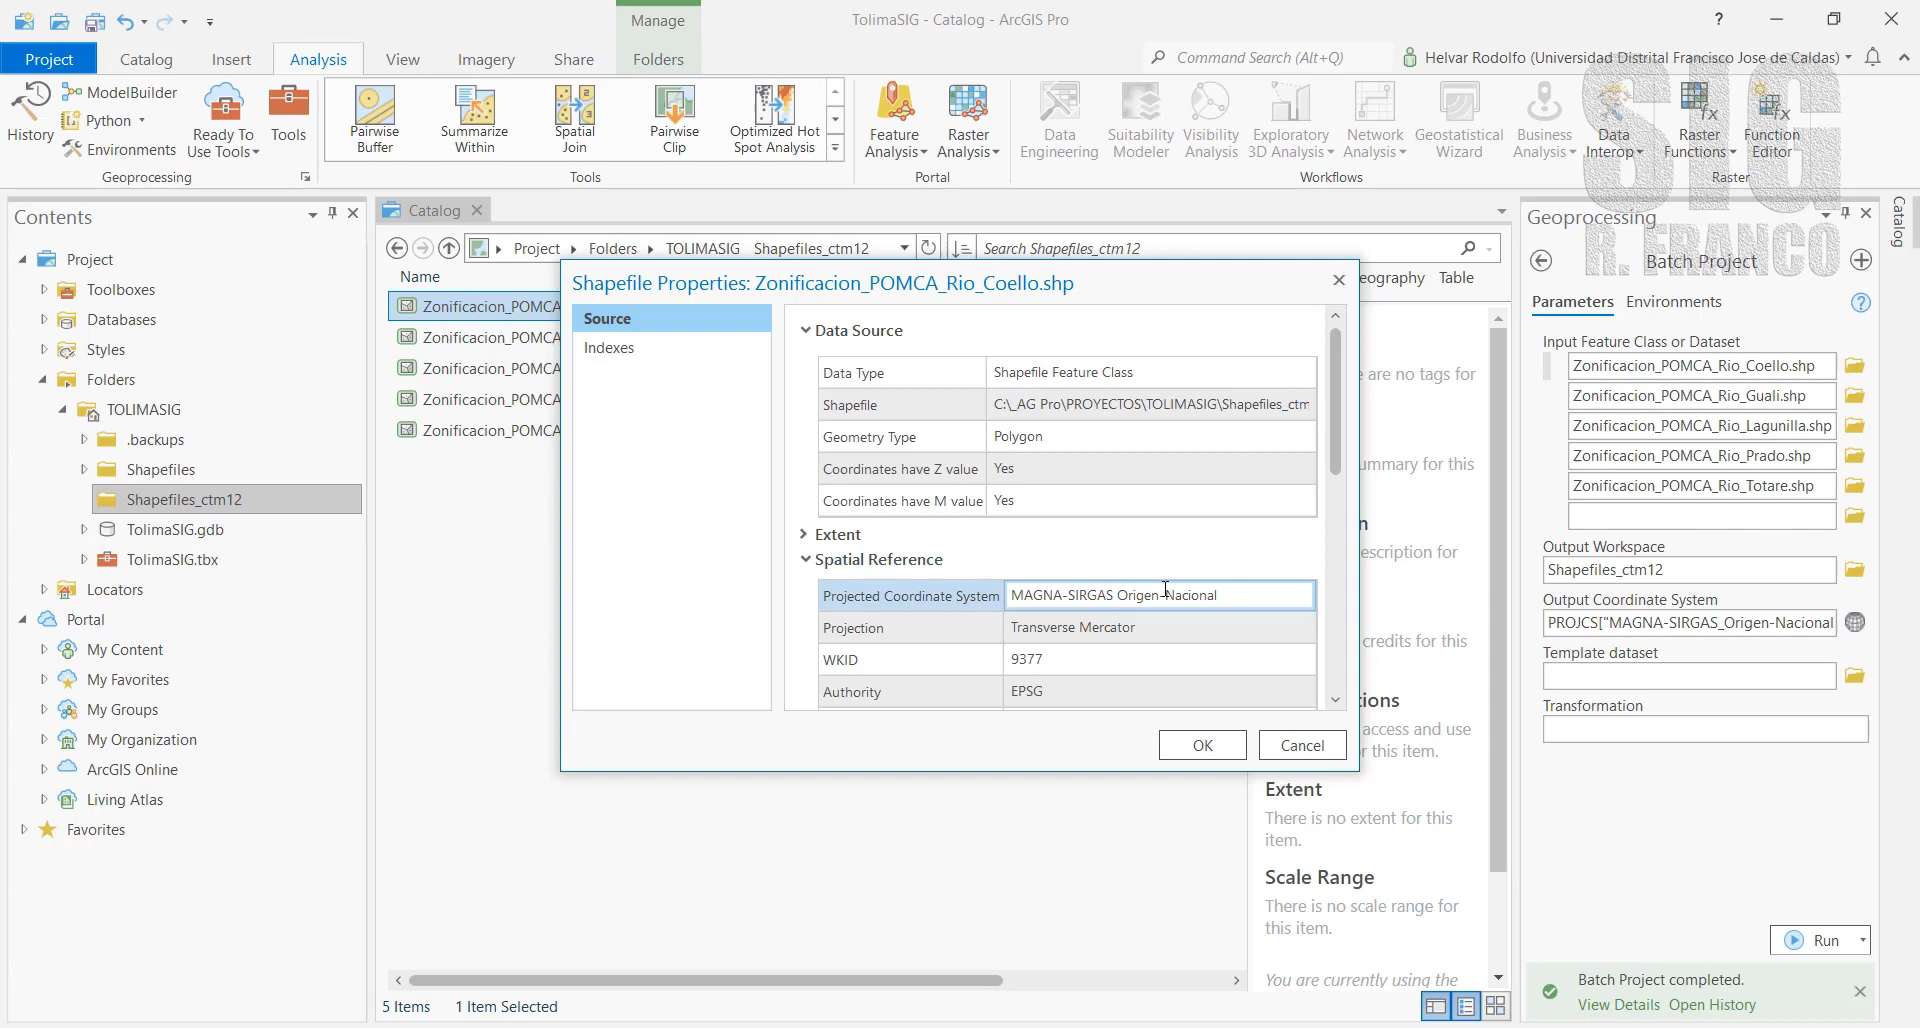 TolimaSIG - Catalog - ArcGIS Pro
Manage
Project
Catalog
Insert
Analysis
View
Imagery
Share
Folders
Command Search (Alt+Q)
Helvar Rodolfo (Universidad Distrital Francisco Jose de Caldas)
History
ModelBuilder
Python
Environments
Ready To
Use Tools
Tools
Geoprocessing
Pairwise
Buffer
Summarize
Within
Spatial
Join
Pairwise
Clip
Optimized Hot
Spot Analysis
Tools
Feature
Analysis
Raster
Analysis
Portal
Data
Engineering
Suitability
Modeler
Visibility
Analysis
Exploratory
3D Analysis
Network
Analysis
Geostatistical
Wizard
Business
Analysis
Data
Interop
Workflows
Raster
Functions
Function
Editor
Raster
SIG
R. FRANCO
Contents
Project
Toolboxes
Databases
Styles
Folders
TOLIMASIG
.backups
Shapefiles
Shapefiles_ctm12
TolimaSIG.gdb
TolimaSIG.tbx
Locators
Portal
My Content
My Favorites
My Groups
My Organization
ArcGIS Online
Living Atlas
Favorites
Catalog
Project
Folders
TOLIMASIG
Shapefiles_ctm12
Search Shapefiles_ctm12
Name
Zonificacion_POMCA
Zonificacion_POMCA
Zonificacion_POMCA
Zonificacion_POMCA
Zonificacion_POMCA
5 Items
1 Item Selected
eography
Table
e are no tags for
ummary for this
n
escription for
credits for this
ions
access and use
r this item.
Extent
There is no extent for this
item.
Scale Range
There is no scale range for
this item.
You are currently using the
Shapefile Properties: Zonificacion_POMCA_Rio_Coello.shp
Source
Indexes
Data Source
Data Type
Shapefile Feature Class
Shapefile
C:\_AG Pro\PROYECTOS\TOLIMASIG\Shapefiles_ctm
Geometry Type
Polygon
Coordinates have Z value
Yes
Coordinates have M value
Yes
Extent
Spatial Reference
Projected Coordinate System
MAGNA-SIRGAS Origen-Nacional
Projection
Transverse Mercator
WKID
9377
Authority
EPSG
OK
Cancel
Geoprocessing
Catalog
Batch Project
Parameters
Environments
Input Feature Class or Dataset
Zonificacion_POMCA_Rio_Coello.shp
Zonificacion_POMCA_Rio_Guali.shp
Zonificacion_POMCA_Rio_Lagunilla.shp
Zonificacion_POMCA_Rio_Prado.shp
Zonificacion_POMCA_Rio_Totare.shp
Output Workspace
Shapefiles_ctm12
Output Coordinate System
PROJCS["MAGNA-SIRGAS_Origen-Nacional
Template dataset
Transformation
Run
Batch Project completed.
View Details
Open History